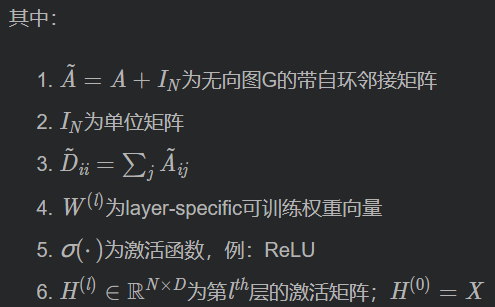 其中：
1. $\tilde{A} = A + I_N$为无向图G的带自环邻接矩阵
2. $I_N$为单位矩阵
3. $\tilde{D}_{ii} = \sum_j \tilde{A}_{ij}$
4. $W^{(l)}$为layer-specific可训练权重向量
5. $\sigma(\cdot)$为激活函数，例：ReLU
6. $H^{(l)} \in \mathbb{R}^{N \times D}$为第$l^{th}$层的激活矩阵；$H^{(0)} = X$